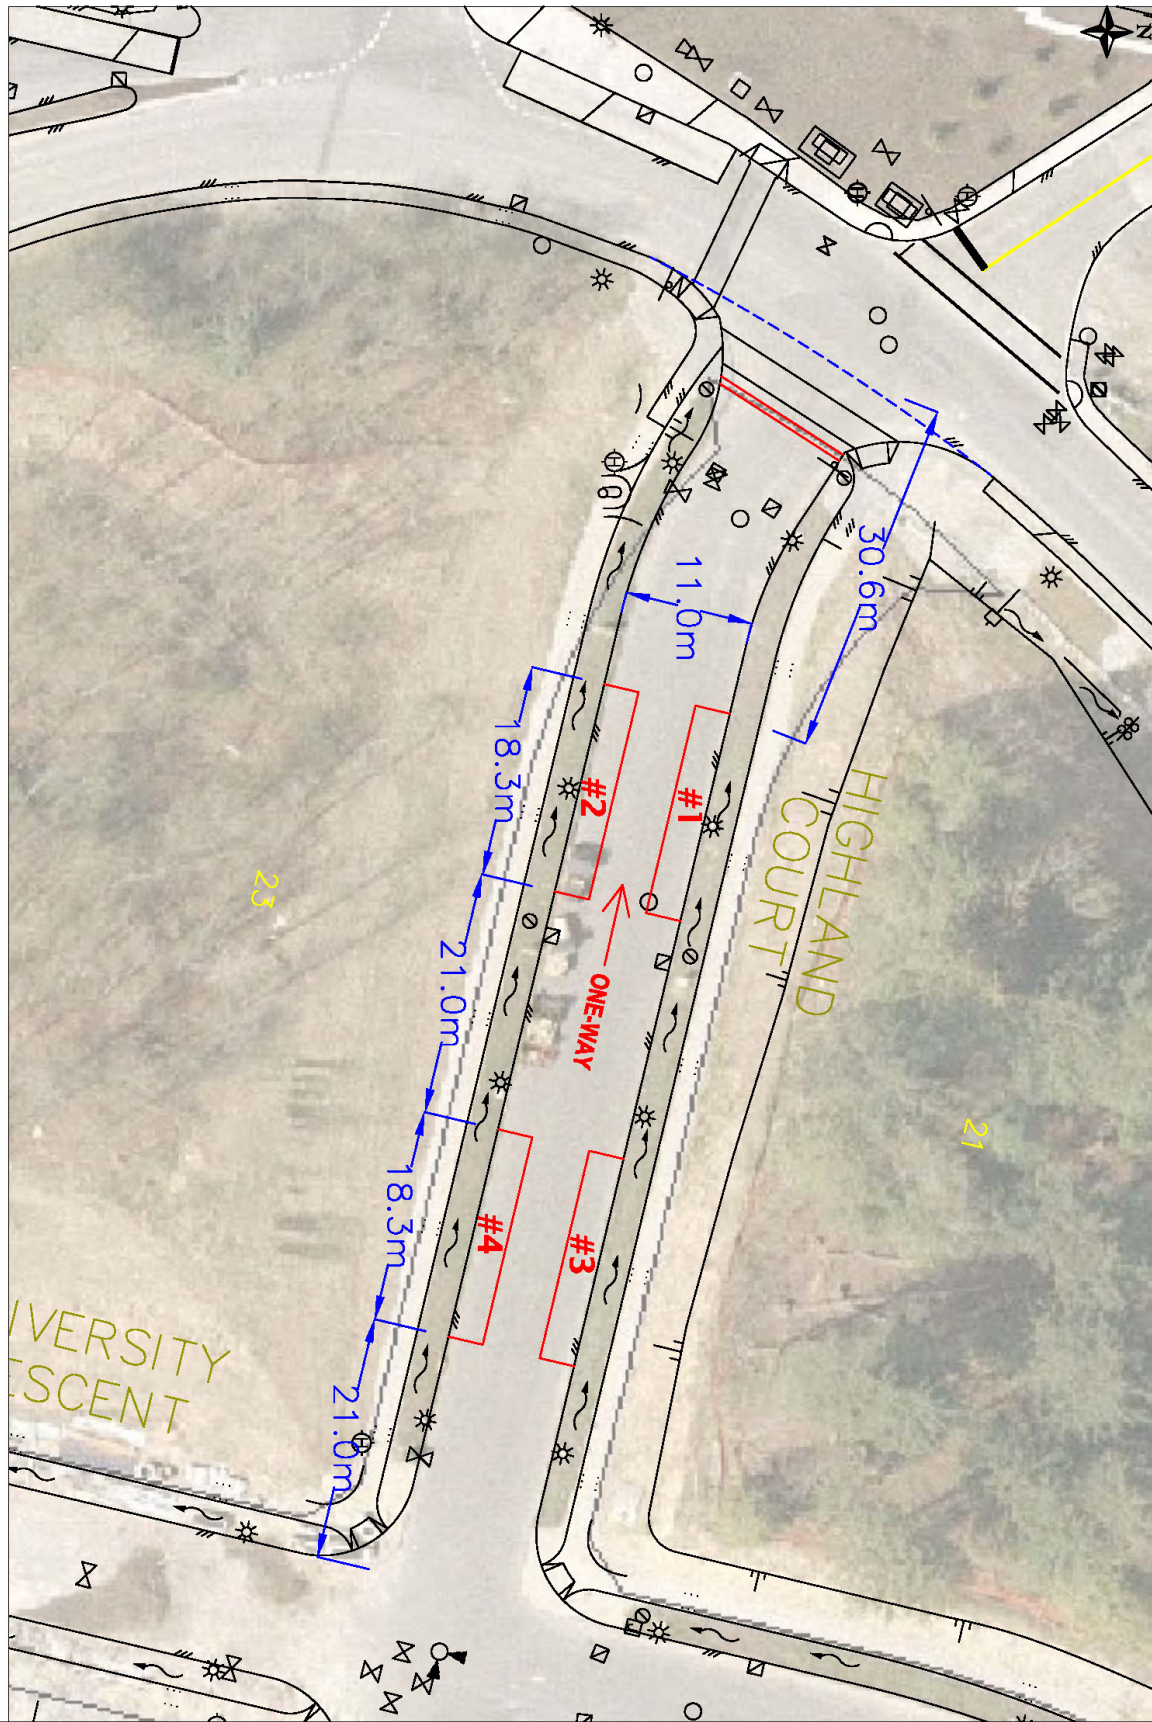 N
30.6m
11.0m
18.3m
#2
#1
HIGHLAND
COURT
23
21.0m
ONE-WAY
21
18.3m
#4
#3
IVERSITY
ESCENT
21.0m